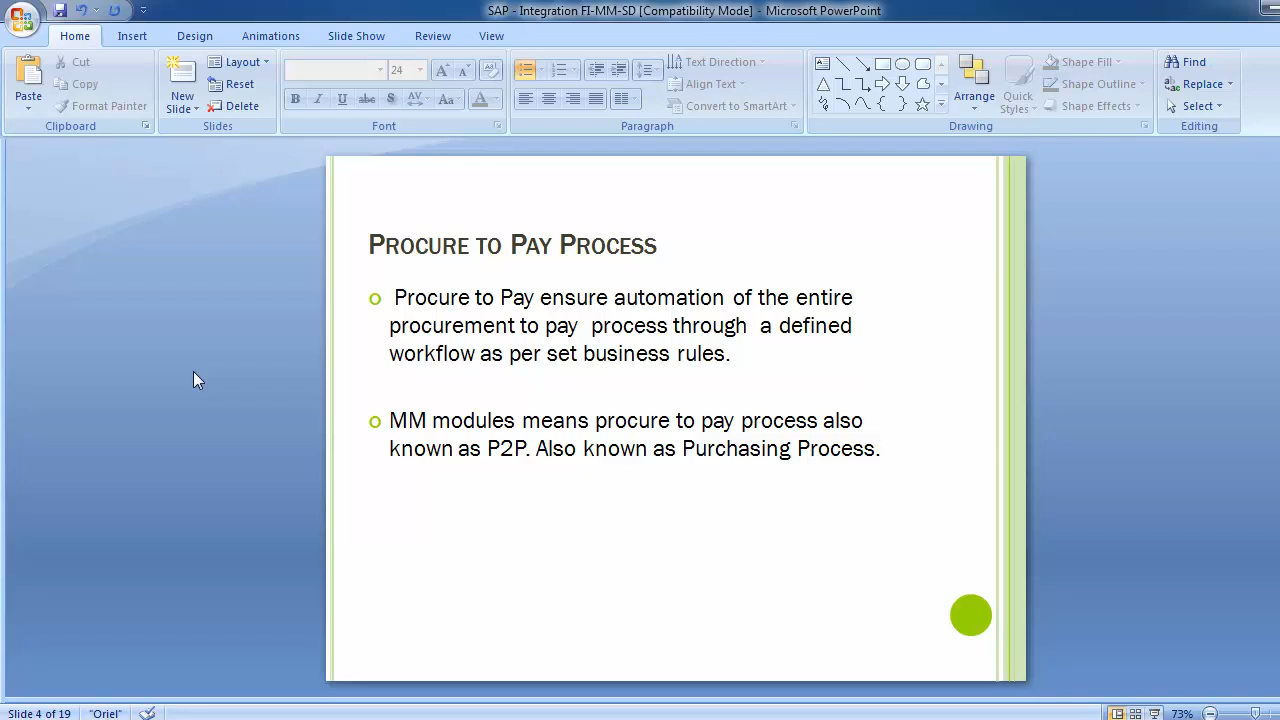 SAP - Integration FI-MM-SD [Compatibility Mode] - Microsoft PowerPoint
Home Insert Design Animations Slide Show Review View
Paste
Cut
Copy
Format Painter
Clipboard
New Slide
Layout
Reset
Delete
Slides
24
B I U abc S AV Aa A
Font
Text Direction
Align Text
Convert to SmartArt
Paragraph
Arrange
Quick Styles
Shape Fill
Shape Outline
Shape Effects
Drawing
Find
Replace
Select
Editing
PROCURE TO PAY PROCESS
Procure to Pay ensure automation of the entire
procurement to pay process through a defined
workflow as per set business rules.
MM modules means procure to pay process also
known as P2P. Also known as Purchasing Process.
Slide 4 of 19 "Oriel" 73%